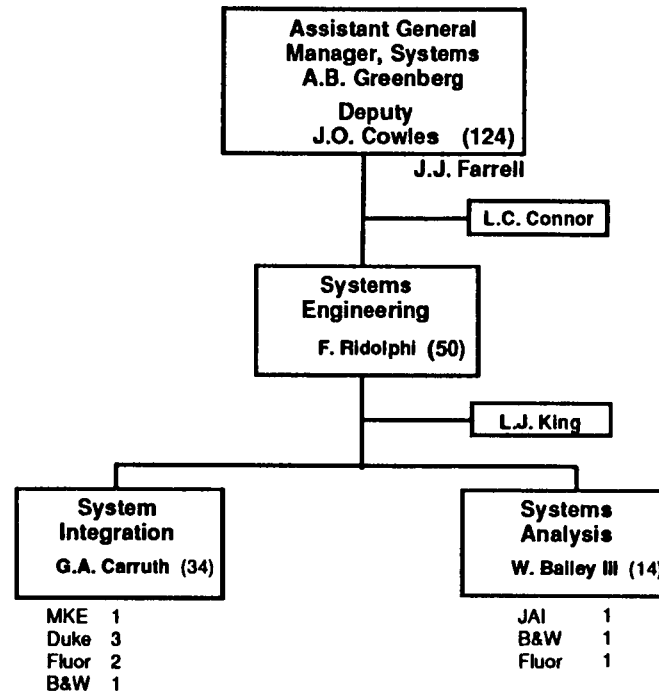 Assistant General
Manager, Systems
A.B. Greenberg
Deputy
J.O. Cowles (124)
J.J. Farrell
L.C. Connor
Systems
Engineering
F. Ridolphi (50)
L.J. King
System
Integration
G.A. Carruth (34)
MKE 1
Duke 3
Fluor 2
B&W 1
Systems
Analysis
W. Bailey III (14)
JAI 1
B&W 1
Fluor 1